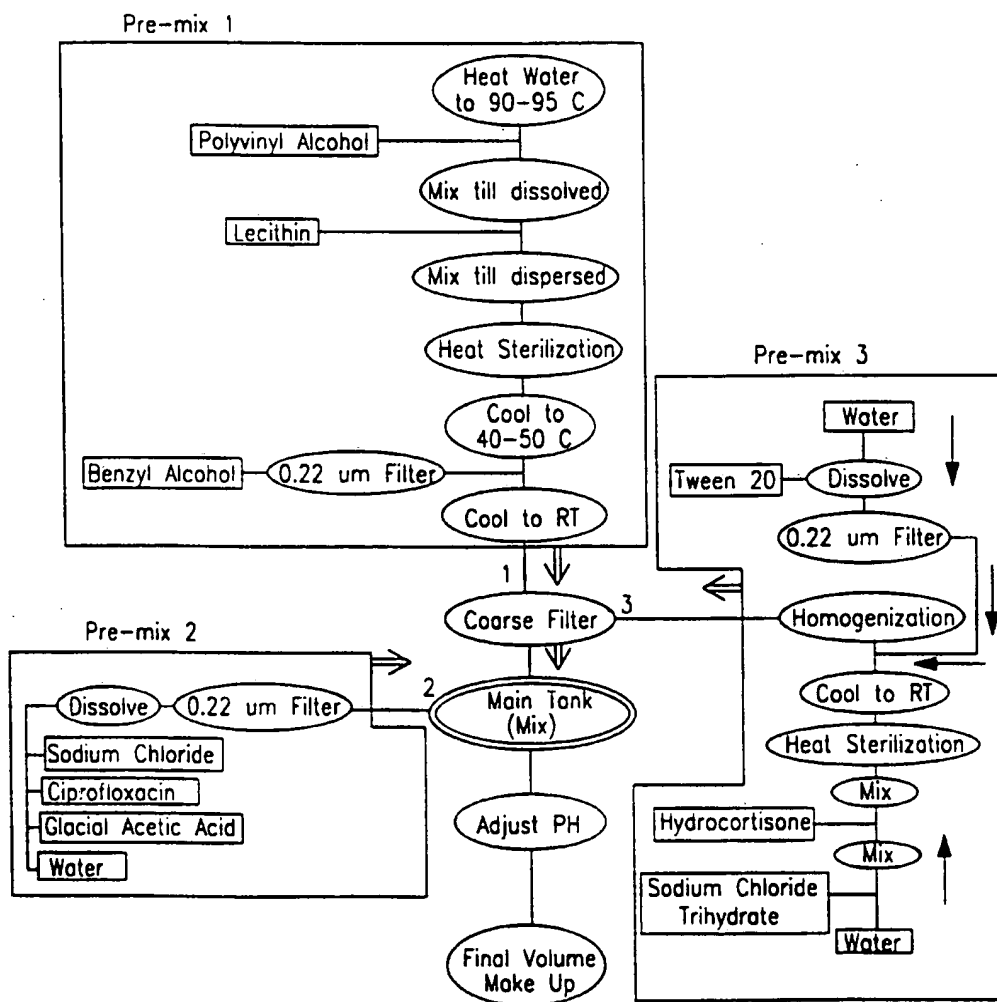 Pre-mix 1
Heat Water
to 90-95 C
Polyvinyl Alcohol
Mix till dissolved
Lecithin
Mix till dispersed
Heat Sterilization
Cool to
40-50 C
Benzyl Alcohol
0.22 um Filter
Cool to RT
1
Coarse Filter
3
Pre-mix 2
Dissolve
0.22 um Filter
2
Main Tank
(Mix)
Sodium Chloride
Ciprofloxacin
Glacial Acetic Acid
Water
Adjust PH
Final Volume
Make Up
Pre-mix 3
Water
Tween 20
Dissolve
0.22 um Filter
Homogenization
Cool to RT
Heat Sterilization
Mix
Hydrocortisone
Mix
Sodium Chloride
Trihydrate
Water